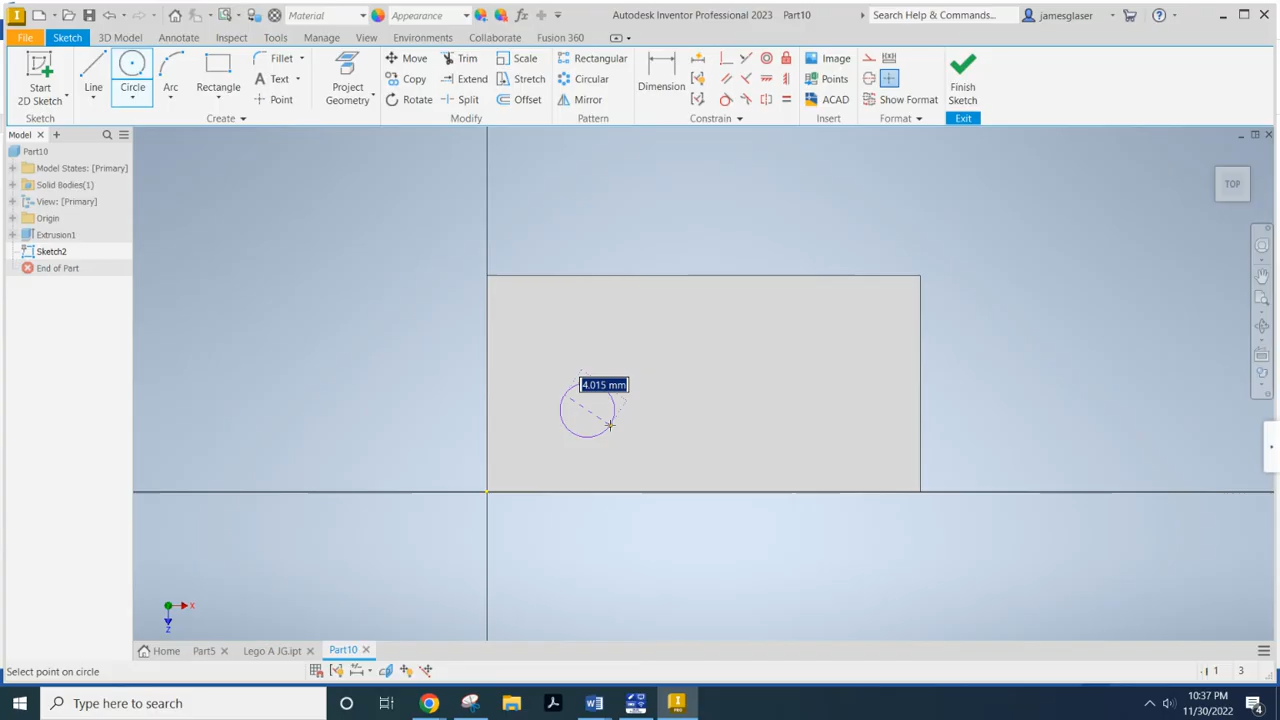 PRO Material Appearance fx Autodesk Inventor Professional 2023 Part10 Search Help & Commands... jamesglaser
File Sketch 3D Model Annotate Inspect Tools Manage View Environments Collaborate Fusion 360
Start
2D Sketch
Line Circle Arc Rectangle
Fillet
Text
Point
Project
Geometry
Move Trim Scale
Copy Extend Stretch
Rotate Split Offset
Rectangular
Circular
Mirror
Dimension
Image
Points
ACAD
Show Format
Finish
Sketch
Sketch Create Modify Pattern Constrain Insert Format Exit
Model
Part10
Model States: [Primary]
Solid Bodies(1)
View: [Primary]
Origin
Extrusion1
Sketch2
End of Part
TOP
4.015 mm
X
Z
Home Part5 Lego A JG.ipt Part10
Select point on circle 1 3
Type here to search
PRO
10:37 PM
11/30/2022
4